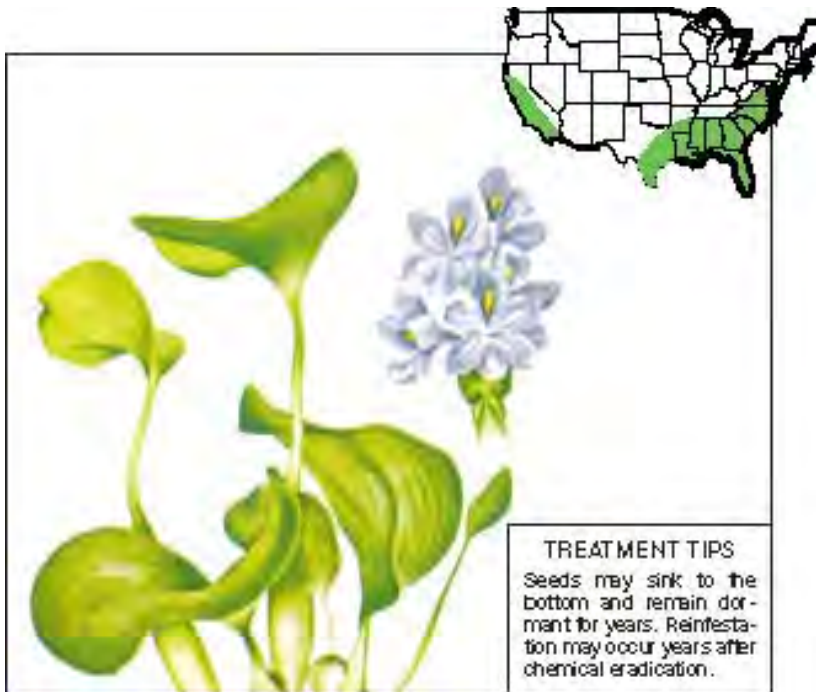 TREATMENT TIPS
Seeds may sink to the
bottom and remain dor-
mant for years. Reinfesta-
tion may occur years after
chemical eradication.